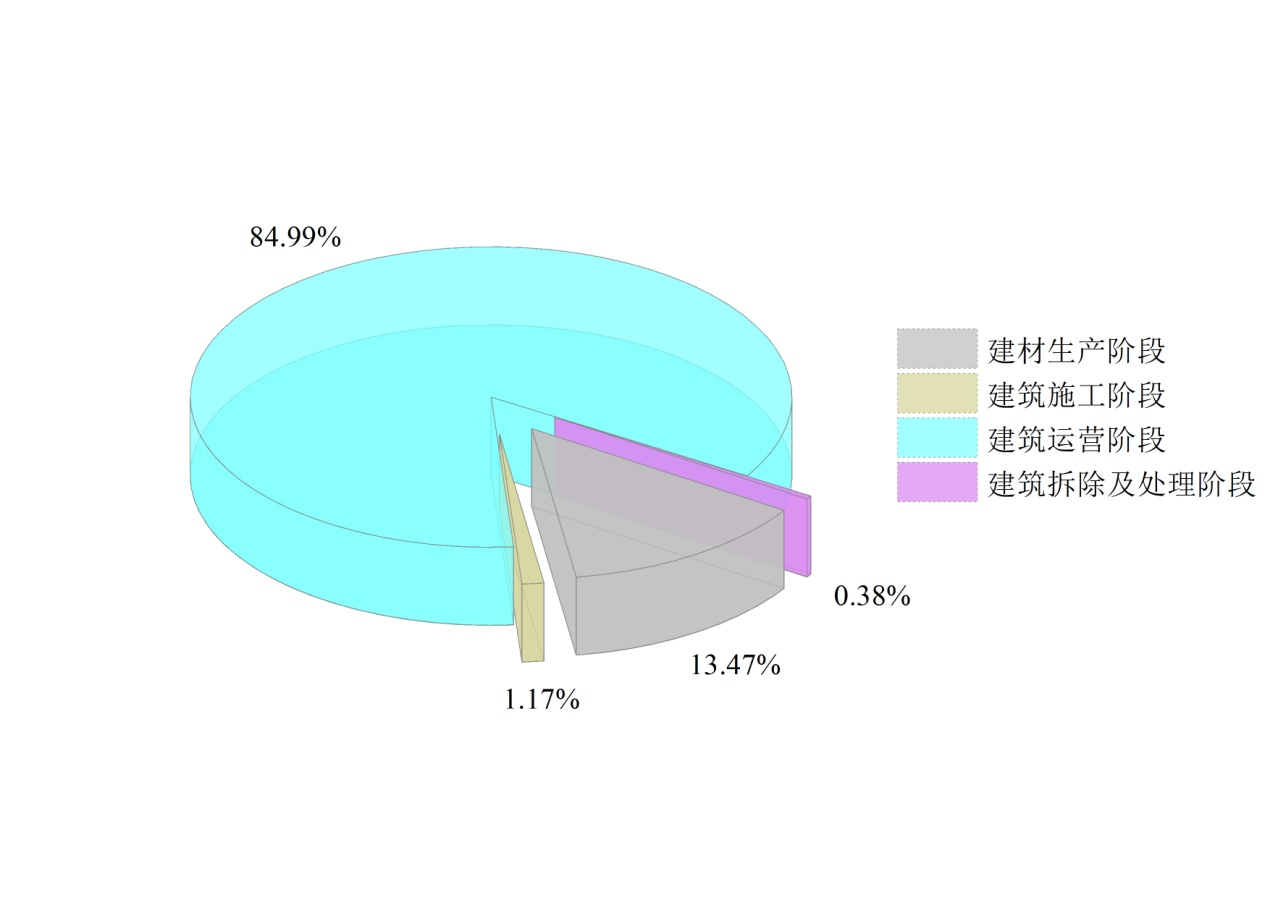 84.99%
建材生产阶段
建筑施工阶段
建筑运营阶段
建筑拆除及处理阶段
0.38%
13.47%
1.17%